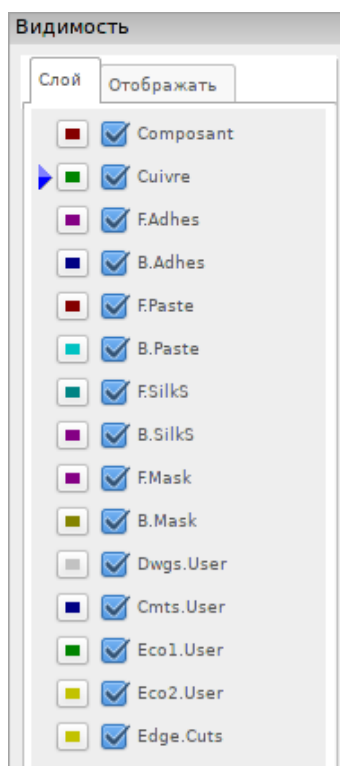 Видимость
Слой
Отображать
Composant
Cuivre
F.Adhes
B.Adhes
F.Paste
B.Paste
F.SilkS
B.SilkS
F.Mask
B.Mask
Dwgs.User
Cmts.User
Eco1.User
Eco2.User
Edge.Cuts